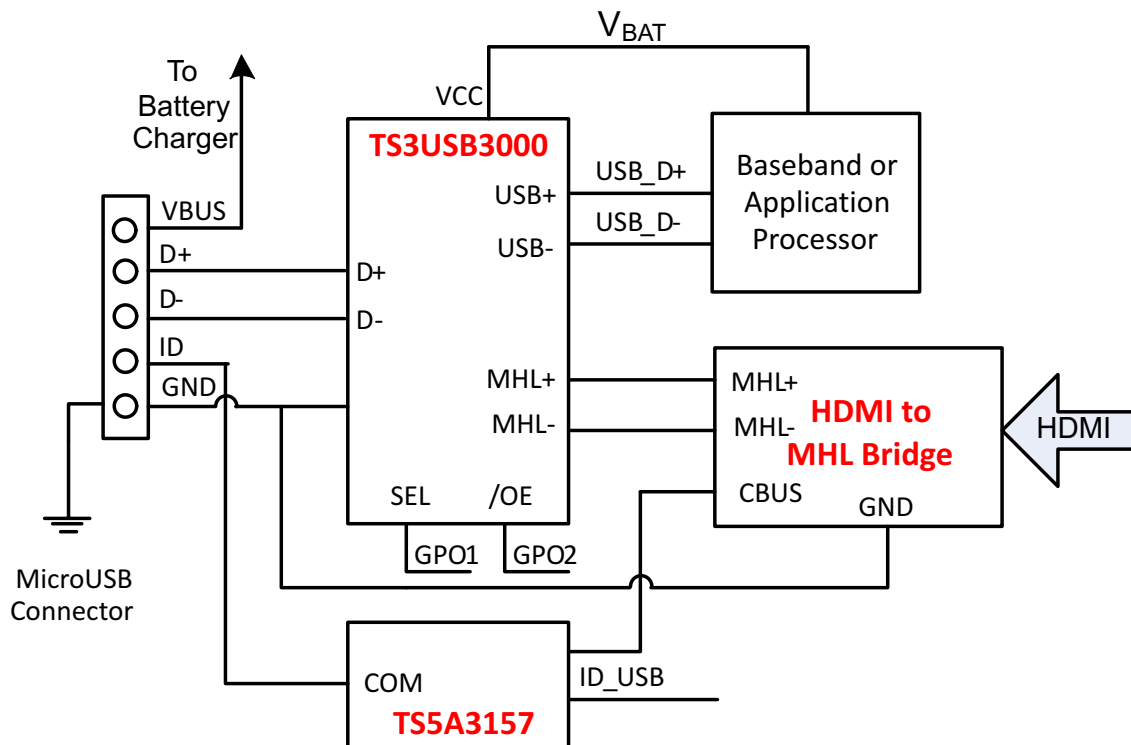 V_BAT
To
Battery
Charger
VCC
TS3USB3000
VBUS
D+
D-
ID
GND
D+
D-
USB+
USB-
USB_D+
USB_D-
Baseband or
Application
Processor
MHL+
MHL-
MHL+
MHL-
HDMI to
MHL Bridge
CBUS
GND
HDMI
SEL
/OE
GPO1
GPO2
MicroUSB
Connector
COM
TS5A3157
ID_USB